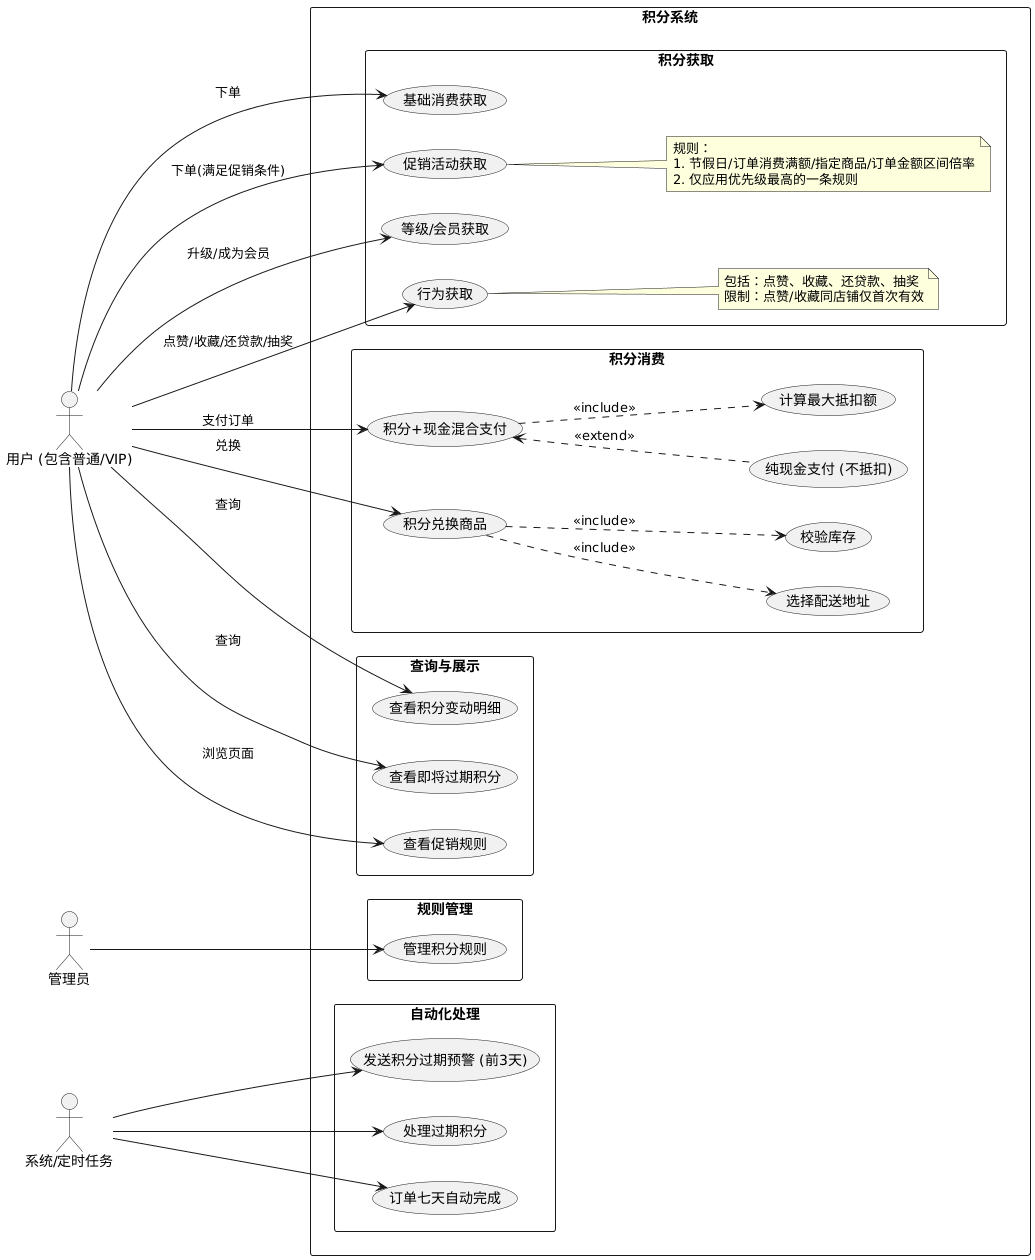 积分系统
积分获取
下单
基础消费获取
下单(满足促销条件)
促销活动获取
规则：
1. 节假日/订单消费满额/指定商品/订单金额区间倍率
2. 仅应用优先级最高的一条规则
升级/成为会员
等级/会员获取
点赞/收藏/还贷款/抽奖
行为获取
包括：点赞、收藏、还贷款、抽奖
限制：点赞/收藏同店铺仅首次有效
用户 (包含普通/VIP)
积分消费
支付订单
积分+现金混合支付
«include»
计算最大抵扣额
«extend»
纯现金支付 (不抵扣)
兑换
积分兑换商品
«include»
校验库存
«include»
选择配送地址
查询与展示
查询
查看积分变动明细
查询
查看即将过期积分
浏览页面
查看促销规则
管理员
规则管理
管理积分规则
系统/定时任务
自动化处理
发送积分过期预警 (前3天)
处理过期积分
订单七天自动完成